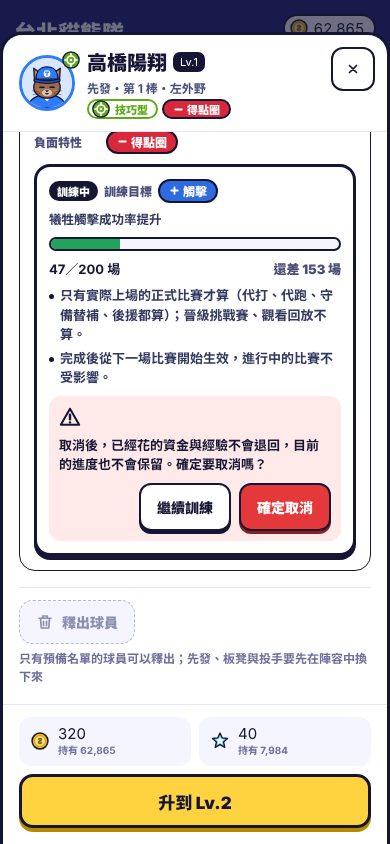 62,865
高橋陽翔 Lv.1
先發・第 1 棒・左外野
技巧型 − 得點圈
負面特性 − 得點圈
訓練中 訓練目標 + 觸擊
犧牲觸擊成功率提升
47／200 場 還差 153 場
• 只有實際上場的正式比賽才算（代打、代跑、守
備替補、後援都算）；晉級挑戰賽、觀看回放不
算。
• 完成後從下一場比賽開始生效，進行中的比賽不
受影響。
取消後，已經花的資金與經驗不會退回，目前
的進度也不會保留。確定要取消嗎？
繼續訓練 確定取消
釋出球員
只有預備名單的球員可以釋出；先發、板凳與投手要先在陣容中換
下來
320 40
持有 62,865 持有 7,984
升到 Lv.2